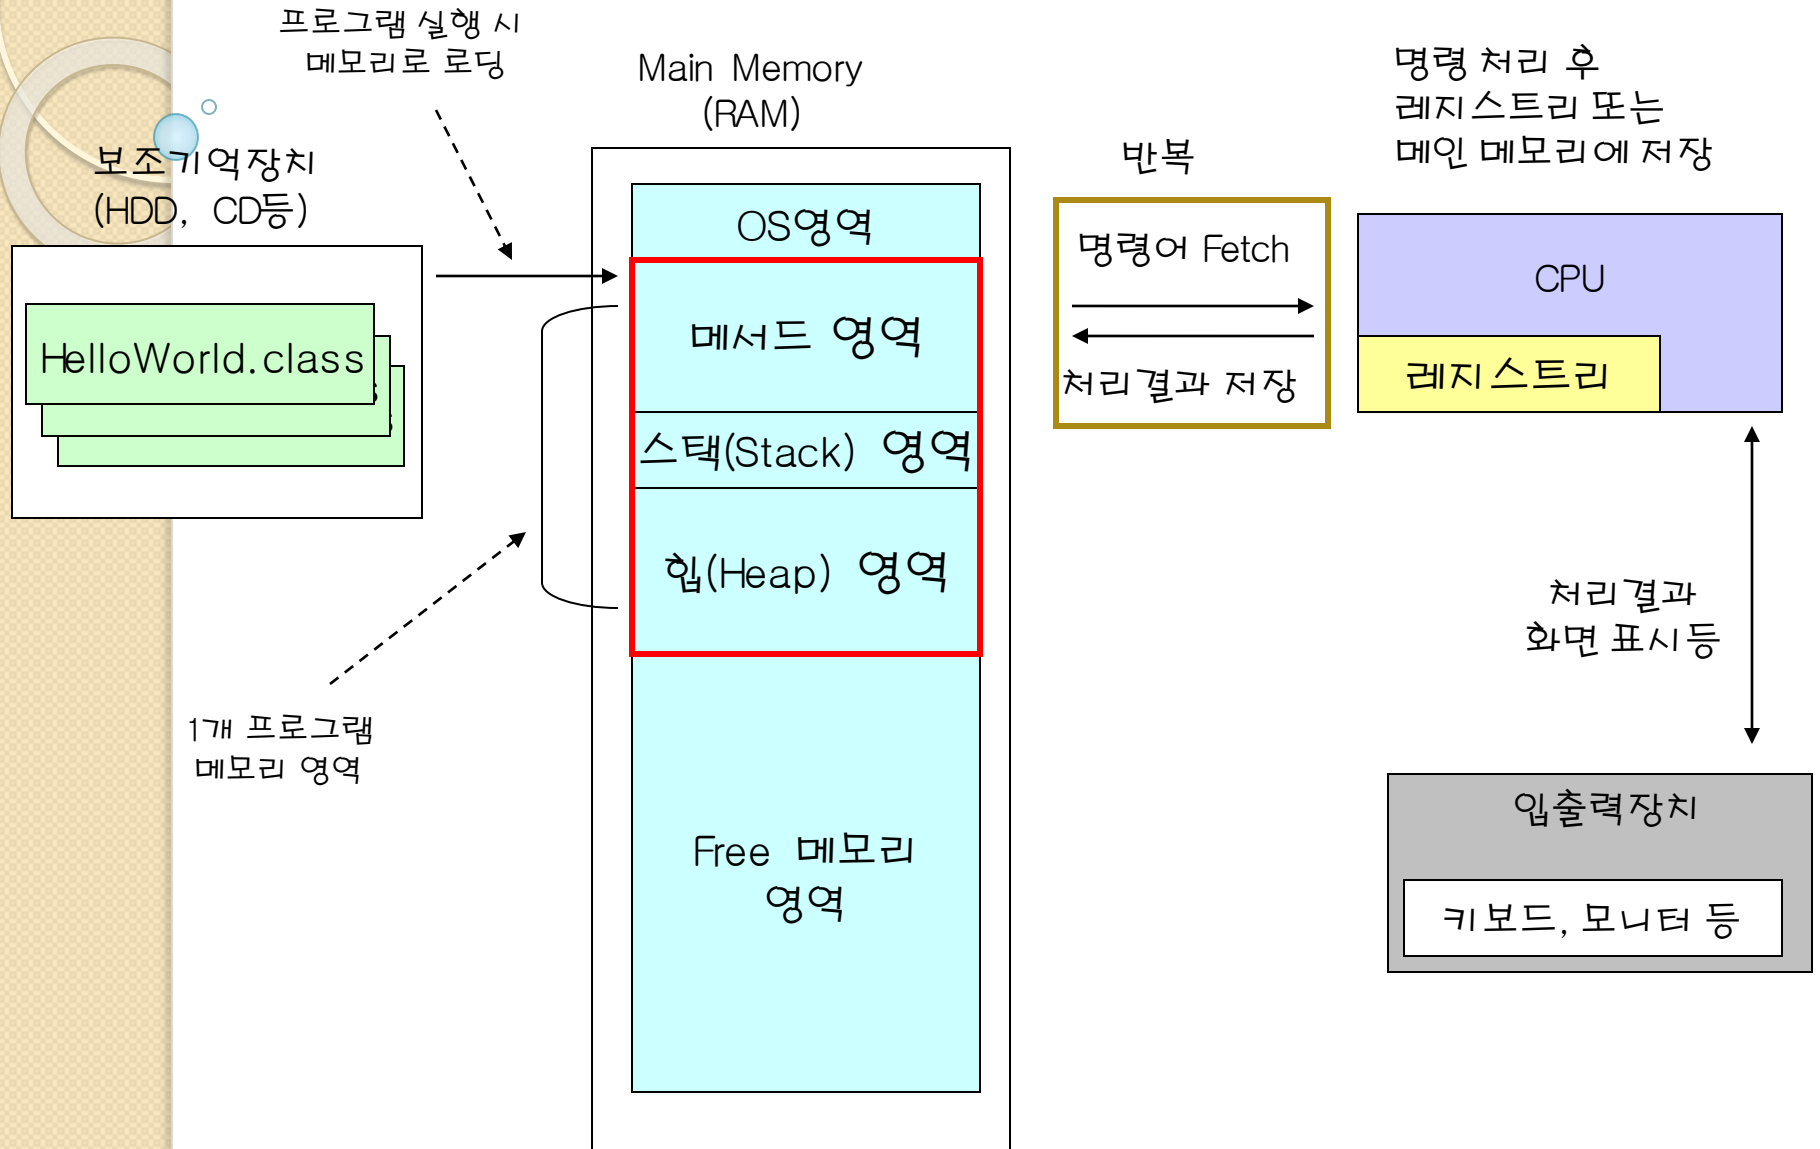 프로그램 실행 시
메모리로 로딩
보조기억장치
(HDD, CD등)
HelloWorld.class
1개 프로그램
메모리 영역
Main Memory
(RAM)
OS영역
메서드 영역
스택(Stack) 영역
힙(Heap) 영역
Free 메모리
영역
반복
명령어 Fetch
처리결과 저장
명령 처리 후
레지스트리 또는
메인 메모리에 저장
CPU
레지스트리
처리결과
화면 표시 등
입출력장치
키보드, 모니터 등